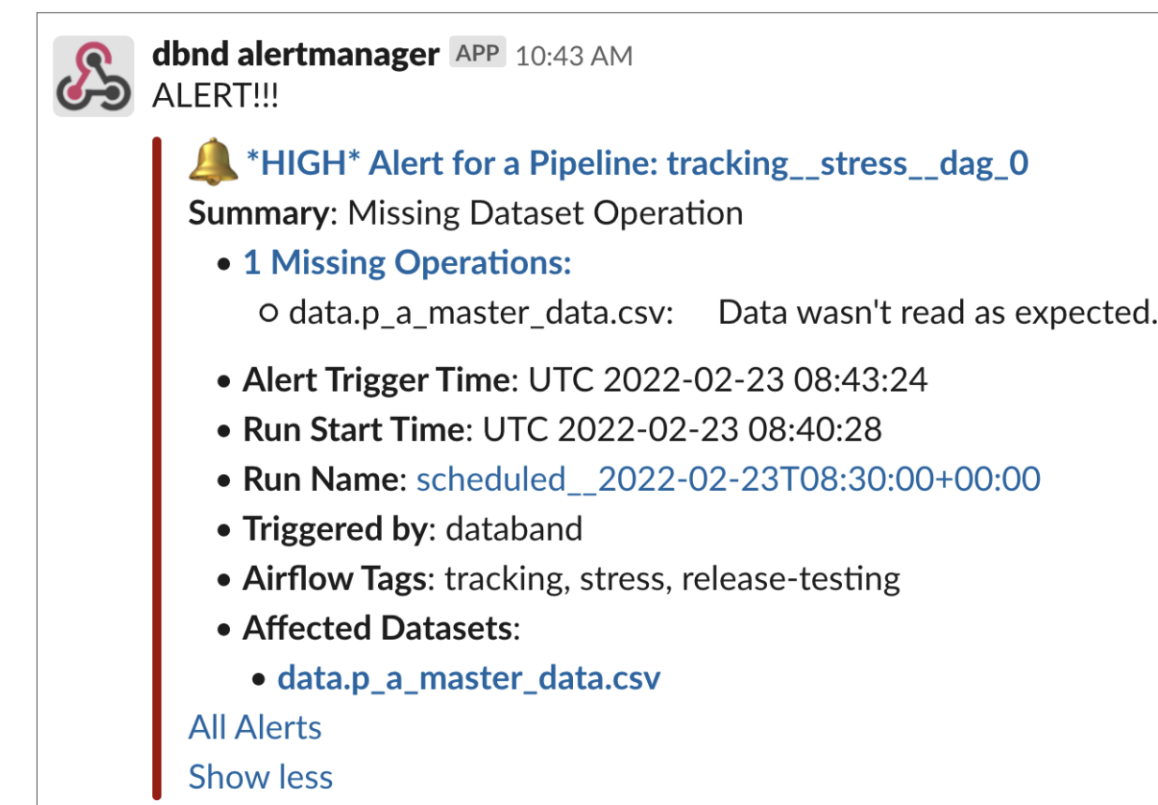 dbnd alertmanager APP 10:43 AM
ALERT!!!
*HIGH* Alert for a Pipeline: tracking__stress__dag_0
Summary: Missing Dataset Operation
• 1 Missing Operations:
○ data.p_a_master_data.csv: Data wasn't read as expected.
• Alert Trigger Time: UTC 2022-02-23 08:43:24
• Run Start Time: UTC 2022-02-23 08:40:28
• Run Name: scheduled__2022-02-23T08:30:00+00:00
• Triggered by: databand
• Airflow Tags: tracking, stress, release-testing
• Affected Datasets:
• data.p_a_master_data.csv
All Alerts
Show less